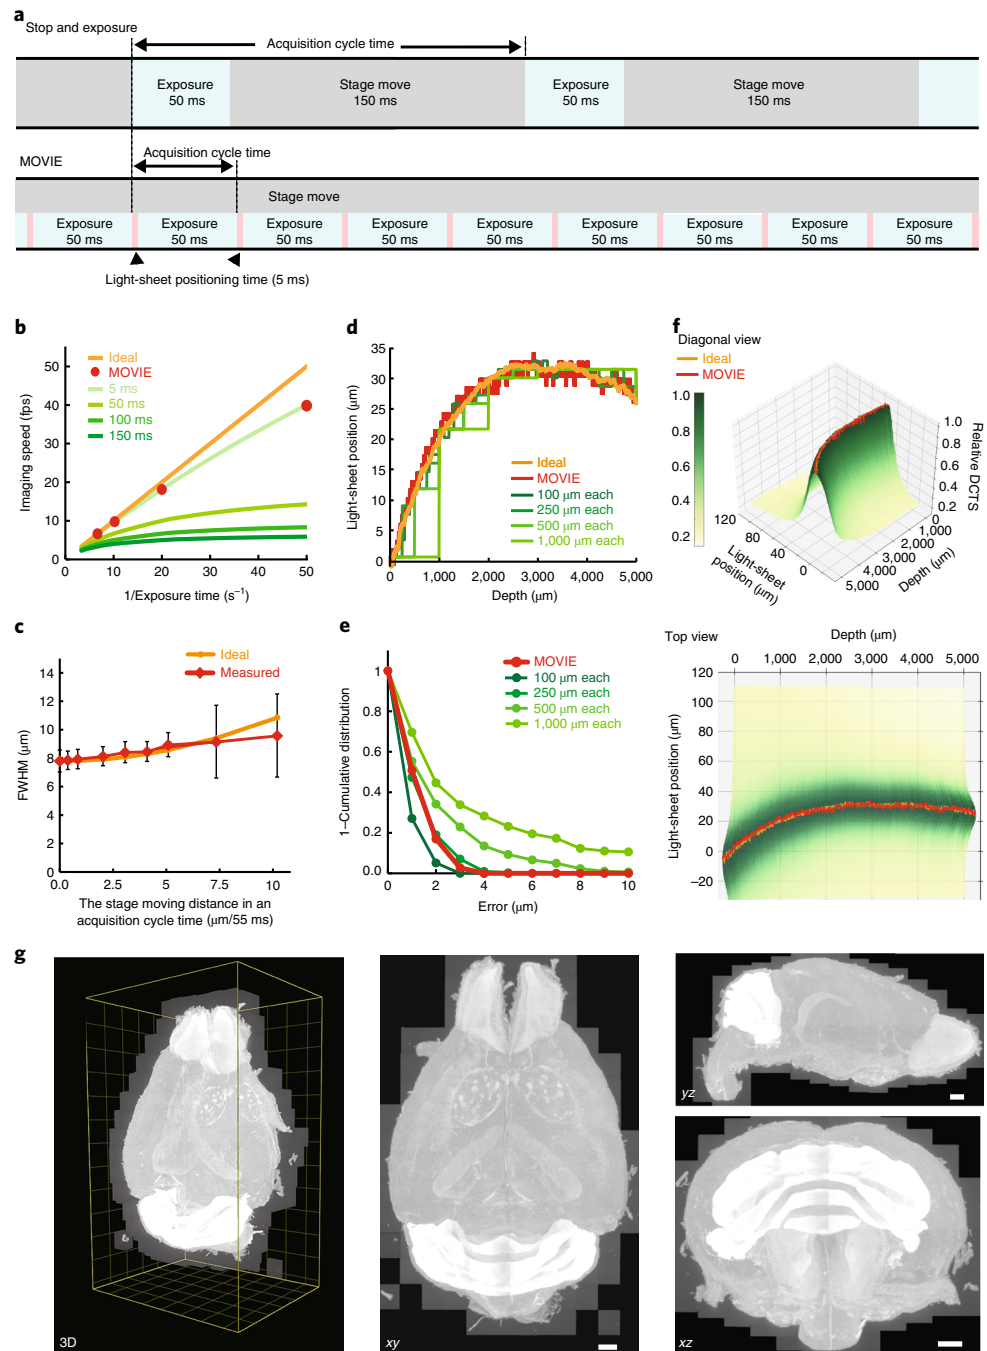 a
Stop and exposure
Acquisition cycle time
Exposure
50 ms
Stage move
150 ms
Exposure
50 ms
Stage move
150 ms
MOVIE
Acquisition cycle time
Stage move
Exposure
50 ms
Exposure
50 ms
Exposure
50 ms
Exposure
50 ms
Exposure
50 ms
Exposure
50 ms
Exposure
50 ms
Exposure
50 ms
Exposure
50 ms
Light-sheet positioning time (5 ms)
b
Imaging speed (fps)
50
40
30
20
10
0
0
10
20
30
40
50
1/Exposure time (s⁻¹)
Ideal
MOVIE
5 ms
50 ms
100 ms
150 ms
c
FWHM (μm)
14
12
10
8
6
4
2
0
0.0
2.5
5.0
7.5
10
The stage moving distance in an
acquisition cycle time (μm/55 ms)
Ideal
Measured
d
Light-sheet position (μm)
35
30
25
20
15
10
5
0
0
1,000
2,000
3,000
4,000
5,000
Depth (μm)
Ideal
MOVIE
100 μm each
250 μm each
500 μm each
1,000 μm each
e
1–Cumulative distribution
1
0.8
0.6
0.4
0.2
0.0
0
2
4
6
8
10
Error (μm)
MOVIE
100 μm each
250 μm each
500 μm each
1,000 μm each
f
Diagonal view
Ideal
MOVIE
1.0
0.8
0.6
0.4
0.2
120
80
40
0
Light-sheet
position (μm)
0
1,000
2,000
3,000
4,000
5,000
Depth (μm)
1.0
0.8
0.6
0.4
0.2
Relative DCTS
Top view
Depth (μm)
0
1,000
2,000
3,000
4,000
5,000
Light-sheet position (μm)
120
100
80
60
40
20
0
–20
g
3D
xy
yz
xz